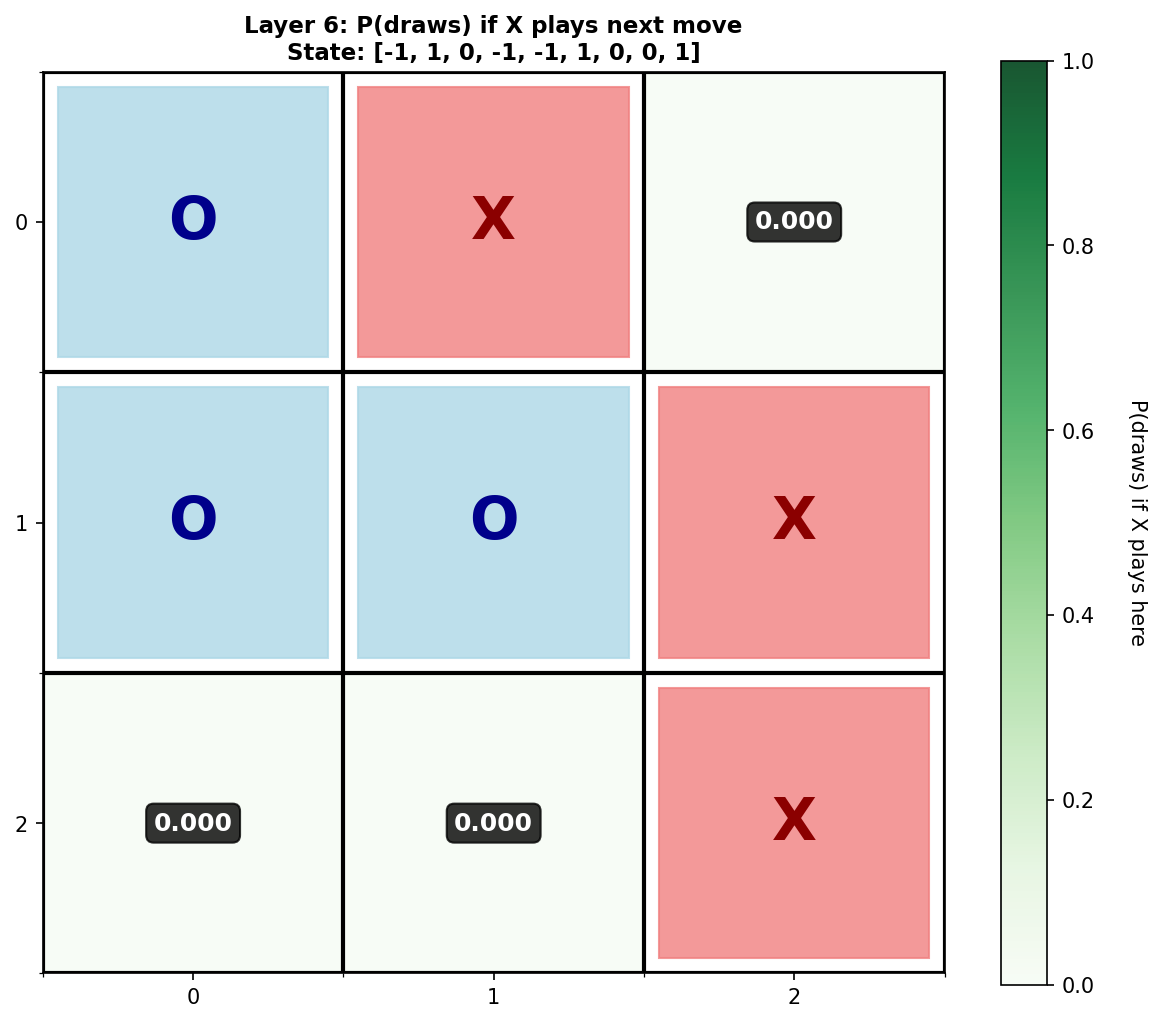 Layer 6: P(draws) if X plays next move
State: [-1, 1, 0, -1, -1, 1, 0, 0, 1]
0
O
X
0.000
1
O
O
X
2
0.000
0.000
X
0
1
2
1.0
0.8
0.6
0.4
0.2
0.0
P(draws) if X plays here